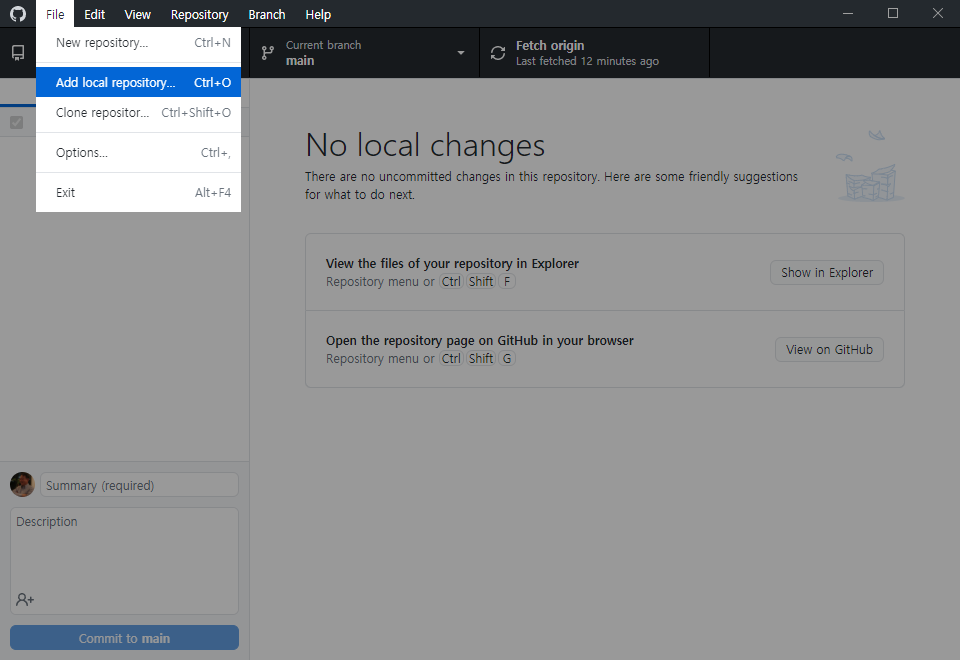 File Edit View Repository Branch Help
New repository... Ctrl+N
Add local repository... Ctrl+O
Clone repositor... Ctrl+Shift+O
Options... Ctrl+,
Exit Alt+F4
Current branch
main
Fetch origin
Last fetched 12 minutes ago
No local changes
There are no uncommitted changes in this repository. Here are some friendly suggestions
for what to do next.
View the files of your repository in Explorer
Repository menu or Ctrl Shift F
Show in Explorer
Open the repository page on GitHub in your browser
Repository menu or Ctrl Shift G
View on GitHub
Summary (required)
Description
Commit to main